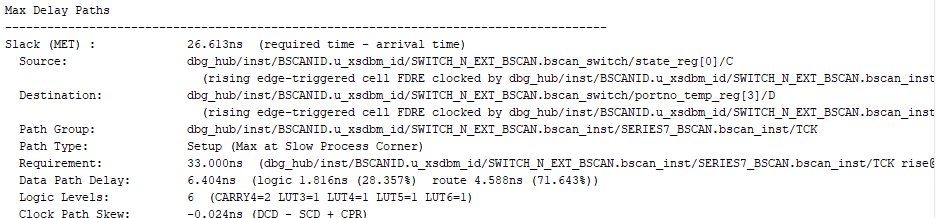 Max Delay Paths
--------------------------------------------------------------------------------------
Slack (MET) :             26.613ns  (required time - arrival time)
  Source:                 dbg_hub/inst/BSCANID.u_xsdbm_id/SWITCH_N_EXT_BSCAN.bscan_switch/state_reg[0]/C
                            (rising edge-triggered cell FDRE clocked by dbg_hub/inst/BSCANID.u_xsdbm_id/SWITCH_N_EXT_BSCAN.bscan_inst
  Destination:            dbg_hub/inst/BSCANID.u_xsdbm_id/SWITCH_N_EXT_BSCAN.bscan_switch/portno_temp_reg[3]/D
                            (rising edge-triggered cell FDRE clocked by dbg_hub/inst/BSCANID.u_xsdbm_id/SWITCH_N_EXT_BSCAN.bscan_inst
  Path Group:             dbg_hub/inst/BSCANID.u_xsdbm_id/SWITCH_N_EXT_BSCAN.bscan_inst/SERIES7_BSCAN.bscan_inst/TCK
  Path Type:              Setup (Max at Slow Process Corner)
  Requirement:            33.000ns  (dbg_hub/inst/BSCANID.u_xsdbm_id/SWITCH_N_EXT_BSCAN.bscan_inst/SERIES7_BSCAN.bscan_inst/TCK rise@
  Data Path Delay:        6.404ns  (logic 1.816ns (28.357%)  route 4.588ns (71.643%))
  Logic Levels:           6  (CARRY4=2 LUT3=1 LUT4=1 LUT5=1 LUT6=1)
  Clock Path Skew:        -0.024ns (DCD - SCD + CPR)